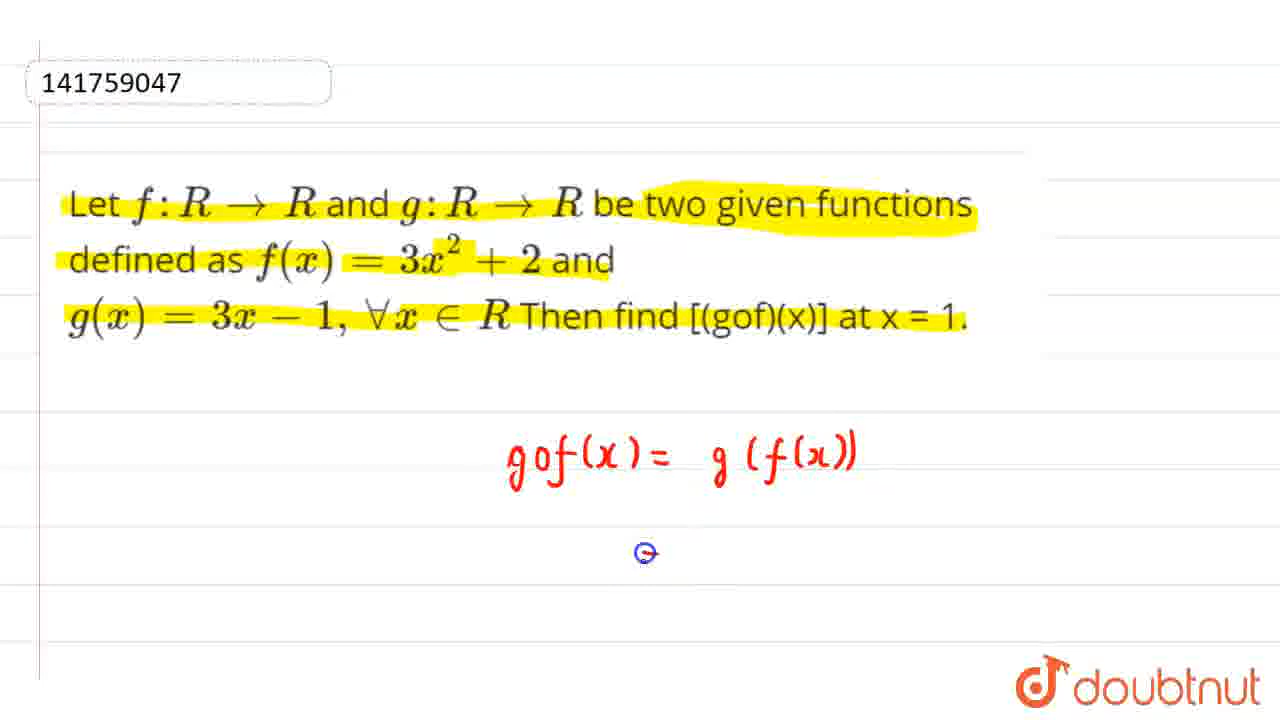 141759047
Let f : R → R and g : R → R be two given functions
defined as f(x) = 3x² + 2 and
g(x) = 3x − 1, ∀x ∈ R Then find [(gof)(x)] at x = 1.
gof(x) = g(f(x))
doubtnut